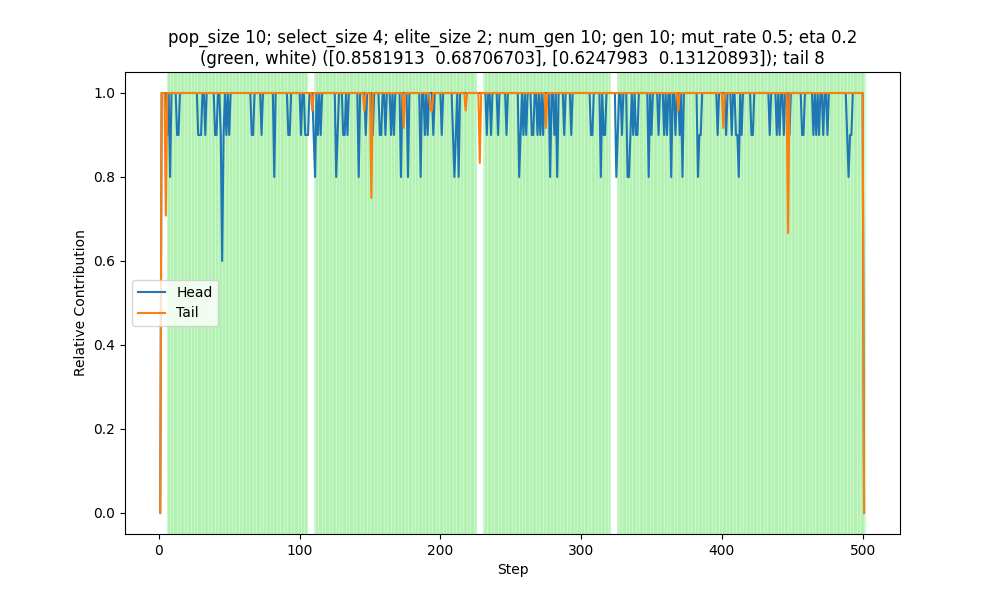 pop_size 10; select_size 4; elite_size 2; num_gen 10; gen 10; mut_rate 0.5; eta 0.2
(green, white) ([0.8581913  0.68706703], [0.6247983  0.13120893]); tail 8
1.0
0.8
0.6
0.4
0.2
0.0
Relative Contribution
Head
Tail
0
100
200
300
400
500
Step